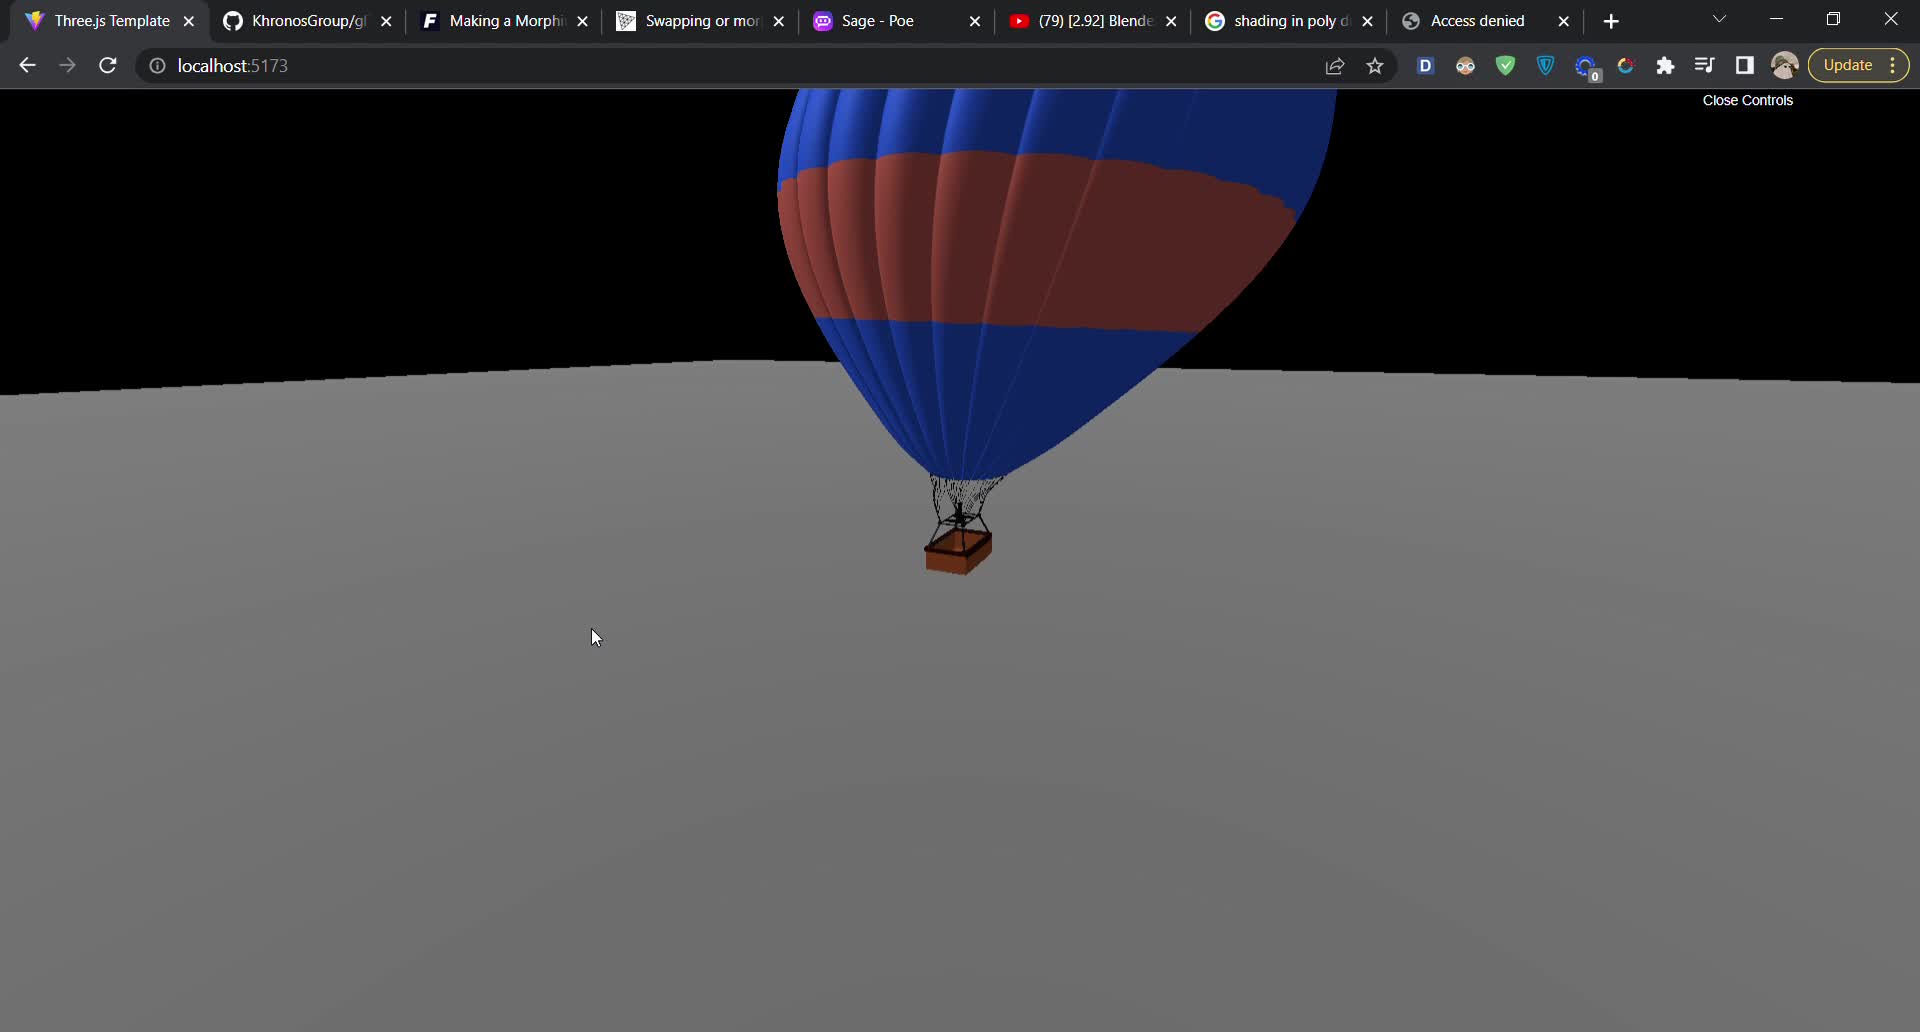 Three.js Template
KhronosGroup/gl
Making a Morphi
Swapping or mor
Sage - Poe
(79) [2.92] Blende
shading in poly d
Access denied
localhost:5173
D
0
Update
Close Controls